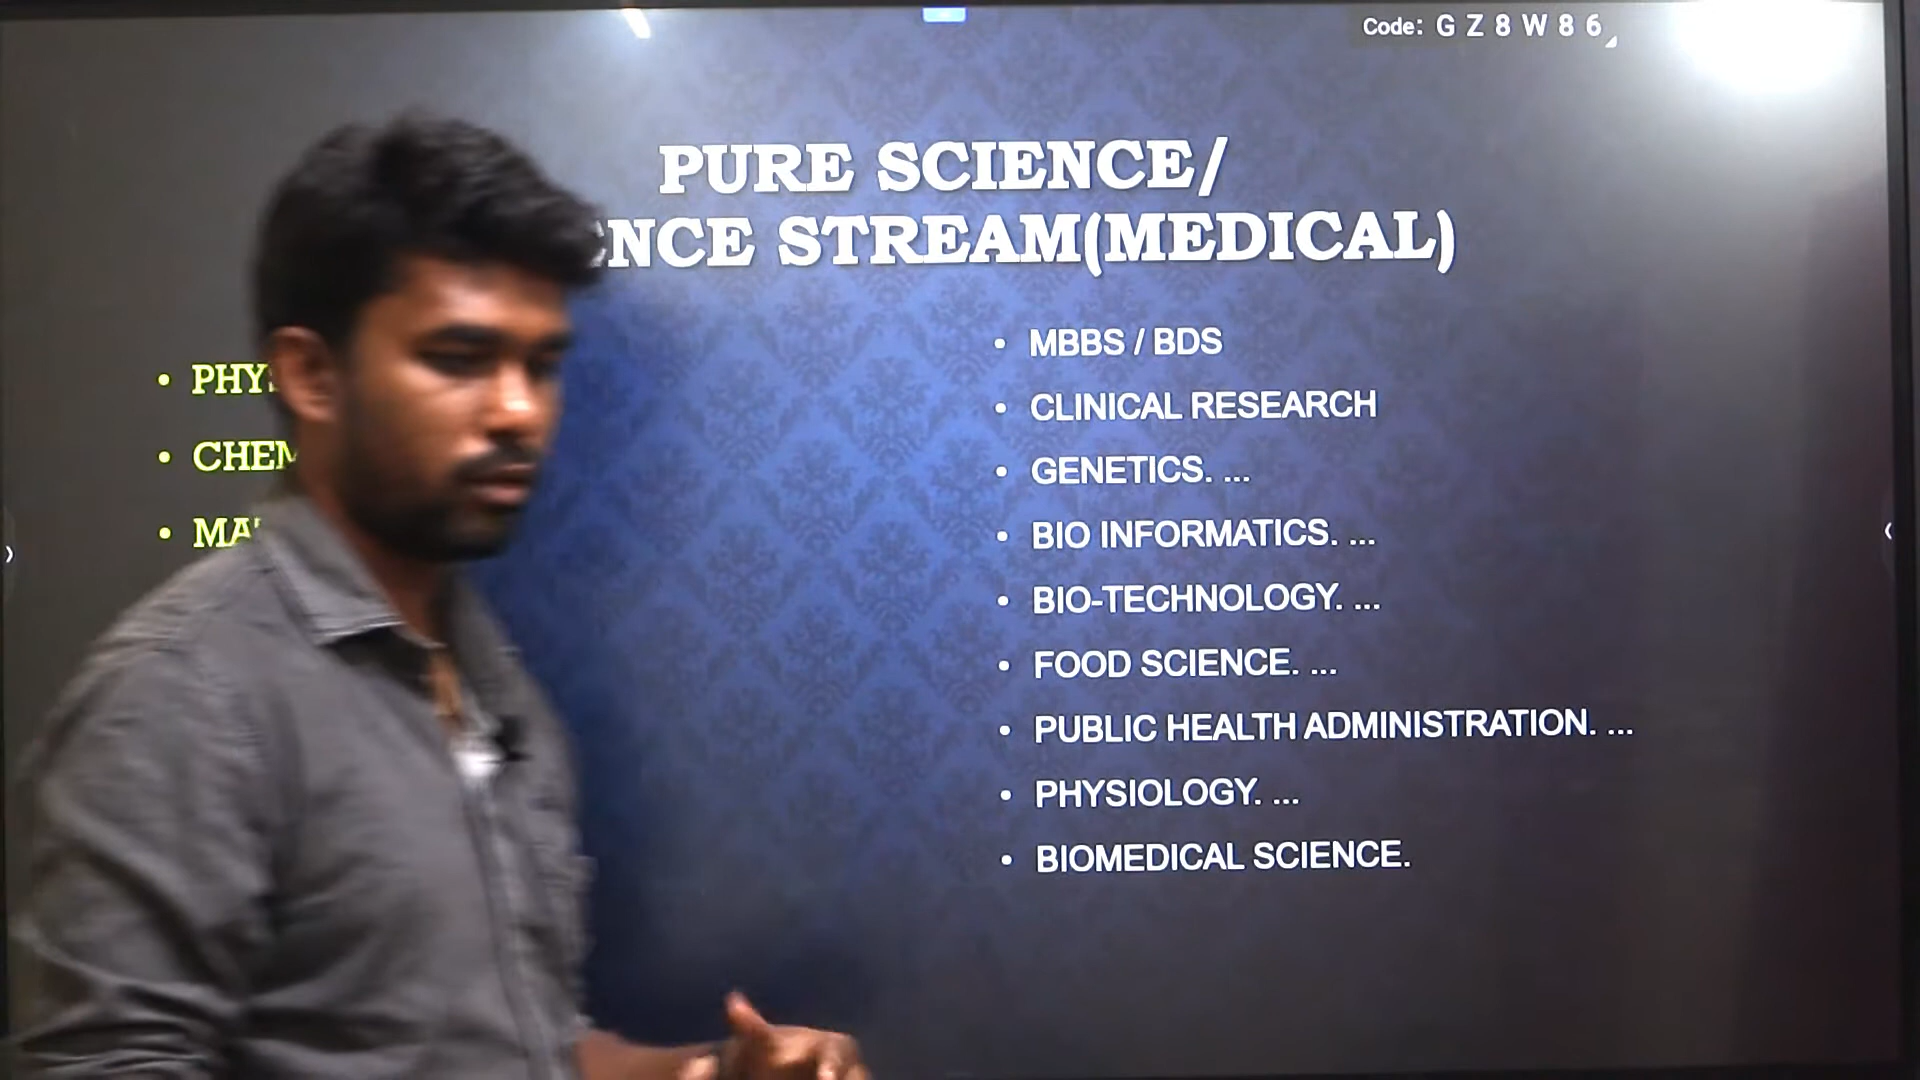 Code: G Z 8 W 8 6
PURE SCIENCE/
STREAM(MEDICAL)
• MBBS / BDS
• CLINICAL RESEARCH
• GENETICS. ...
• BIO INFORMATICS. ...
• BIO-TECHNOLOGY. ...
• FOOD SCIENCE. ...
• PUBLIC HEALTH ADMINISTRATION. ...
• PHYSIOLOGY. ...
• BIOMEDICAL SCIENCE.